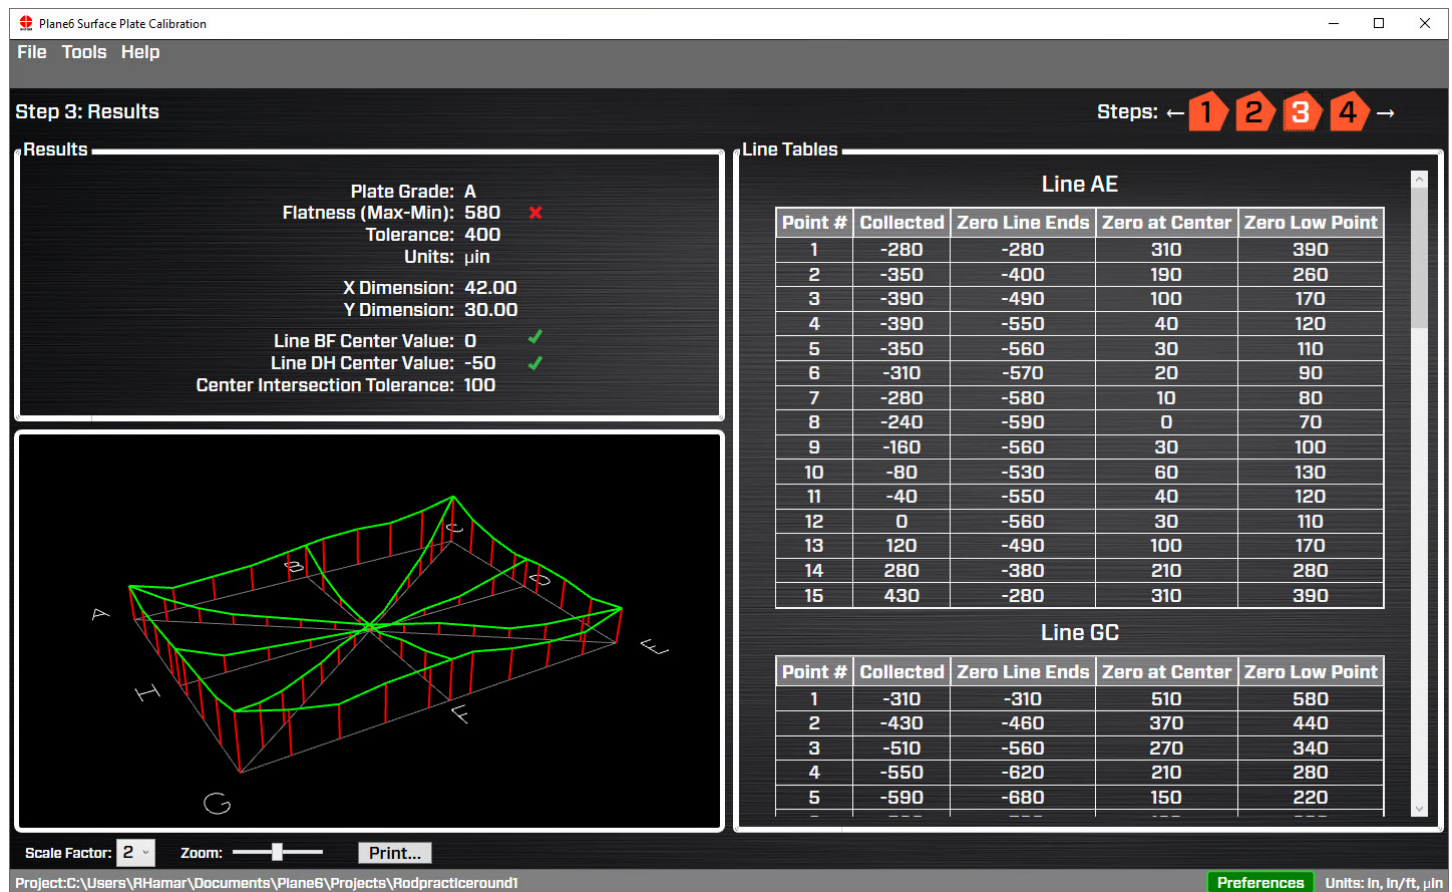 Plane6 Surface Plate Calibration
File Tools Help
Step 3: Results
Steps: ← 1 2 3 4 →
Results
Plate Grade: A
Flatness (Max-Min): 580
Tolerance: 400
Units: µin
X Dimension: 42.00
Y Dimension: 30.00
Line BF Center Value: 0
Line DH Center Value: -50
Center Intersection Tolerance: 100
A
B
C
D
E
F
G
H
Scale Factor: 2
Zoom:
Print...
Line Tables
Line AE
Point # Collected Zero Line Ends Zero at Center Zero Low Point
1 -280 -280 310 390
2 -350 -400 190 260
3 -390 -490 100 170
4 -390 -550 40 120
5 -350 -560 30 110
6 -310 -570 20 90
7 -280 -580 10 80
8 -240 -590 0 70
9 -160 -560 30 100
10 -80 -530 60 130
11 -40 -550 40 120
12 0 -560 30 110
13 120 -490 100 170
14 280 -380 210 280
15 430 -280 310 390
Line GC
Point # Collected Zero Line Ends Zero at Center Zero Low Point
1 -310 -310 510 580
2 -430 -460 370 440
3 -510 -560 270 340
4 -550 -620 210 280
5 -590 -680 150 220
Project:C:\Users\RHamar\Documents\Plane6\Projects\Rodpracticeround1
Preferences
Units: in, in/ft, µin